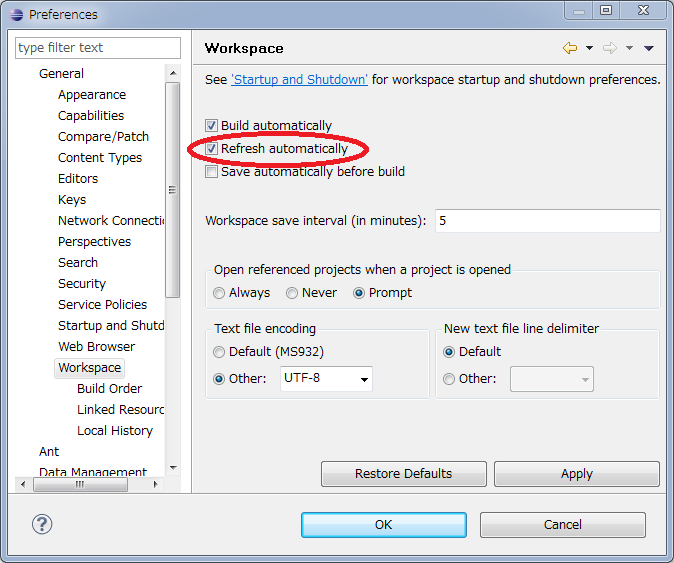 Preferences
type filter text
General
Appearance
Capabilities
Compare/Patch
Content Types
Editors
Keys
Network Connectic
Perspectives
Search
Security
Service Policies
Startup and Shutd
Web Browser
Workspace
Build Order
Linked Resourc
Local History
Ant
Data Management
Workspace
See 'Startup and Shutdown' for workspace startup and shutdown preferences.
Build automatically
Refresh automatically
Save automatically before build
Workspace save interval (in minutes): 5
Open referenced projects when a project is opened
Always Never Prompt
Text file encoding
Default (MS932)
Other: UTF-8
New text file line delimiter
Default
Other:
Restore Defaults Apply
OK Cancel